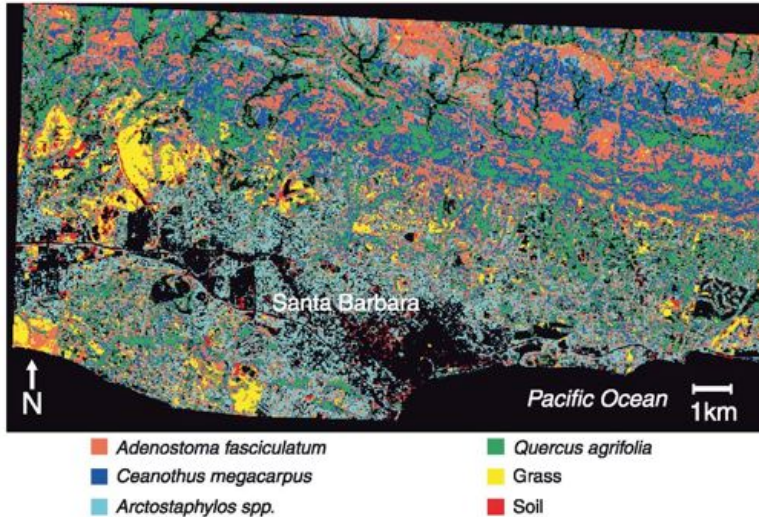 Santa Barbara
N
Pacific Ocean
1km
Adenostoma fasciculatum
Quercus agrifolia
Ceanothus megacarpus
Grass
Arctostaphylos spp.
Soil